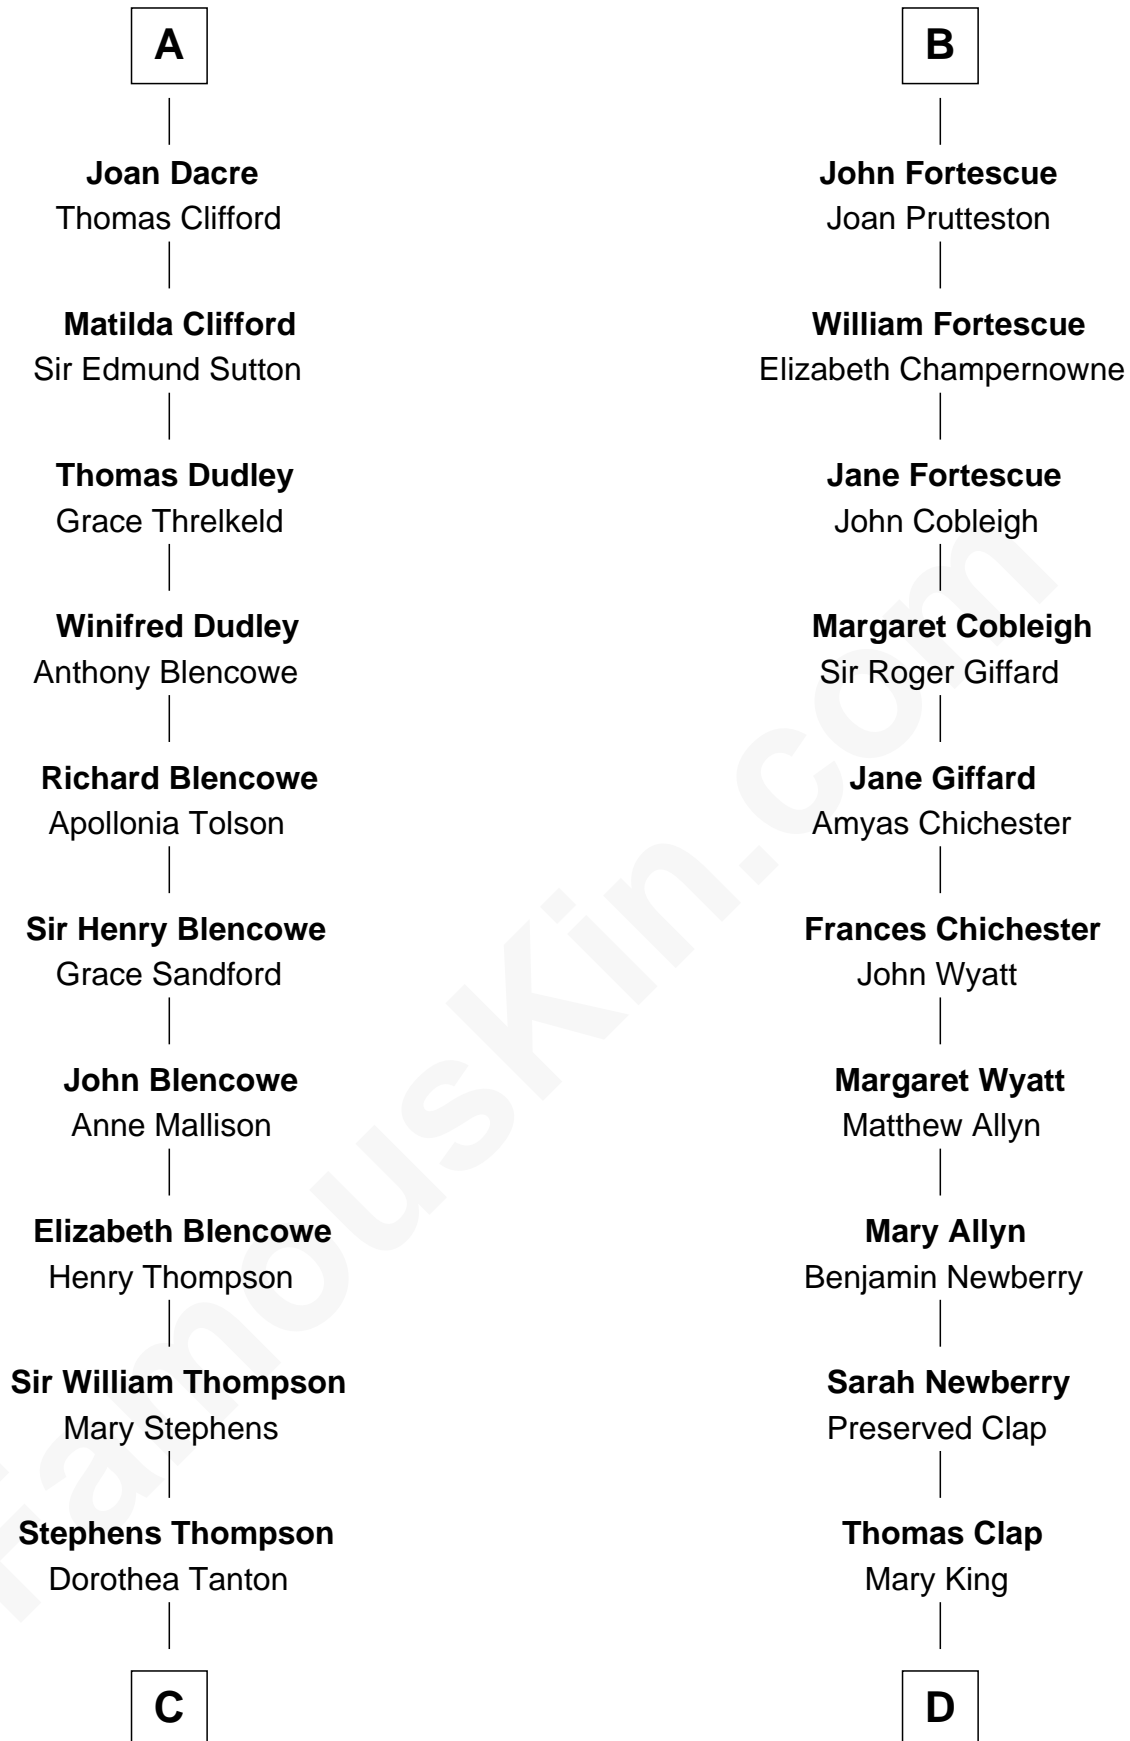 A
Joan Dacre
Thomas Clifford
Matilda Clifford
Sir Edmund Sutton
Thomas Dudley
Grace Threlkeld
Winifred Dudley
Anthony Blencowe
Richard Blencowe
Apollonia Tolson
Sir Henry Blencowe
Grace Sandford
John Blencowe
Anne Mallison
Elizabeth Blencowe
Henry Thompson
Sir William Thompson
Mary Stephens
Stephens Thompson
Dorothea Tanton
C
B
John Fortescue
Joan Prutteston
William Fortescue
Elizabeth Champernowne
Jane Fortescue
John Cobleigh
Margaret Cobleigh
Sir Roger Giffard
Jane Giffard
Amyas Chichester
Frances Chichester
John Wyatt
Margaret Wyatt
Matthew Allyn
Mary Allyn
Benjamin Newberry
Sarah Newberry
Preserved Clap
Thomas Clap
Mary King
D
FamousKin.com